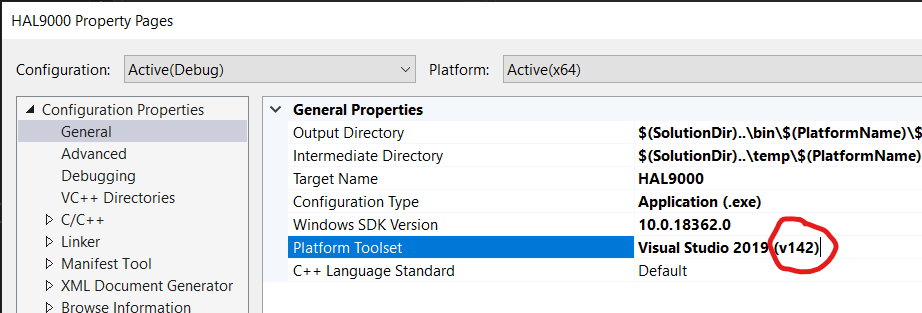 HAL9000 Property Pages
Configuration: Active(Debug) Platform: Active(x64)
Configuration Properties
General
Advanced
Debugging
VC++ Directories
C/C++
Linker
Manifest Tool
XML Document Generator
Browse Information
General Properties
Output Directory $(SolutionDir)..\bin\$(PlatformName)\$
Intermediate Directory $(SolutionDir)..\temp\$(PlatformName)
Target Name HAL9000
Configuration Type Application (.exe)
Windows SDK Version 10.0.18362.0
Platform Toolset Visual Studio 2019 (v142)
C++ Language Standard Default